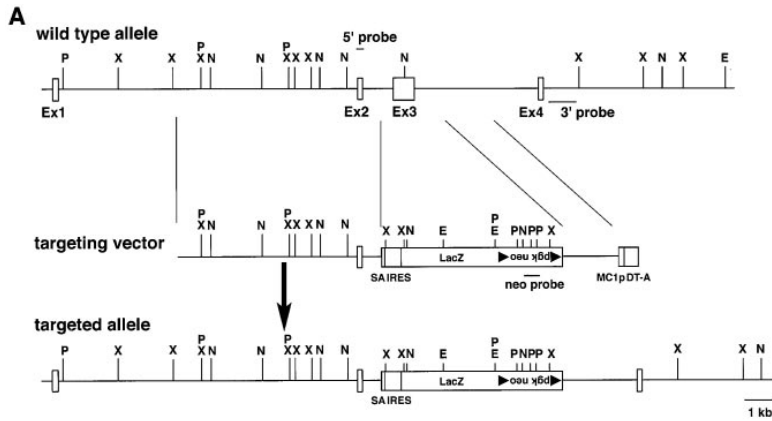 A
wild type allele
5' probe
P X X P X N N P X X X N N N X X N X E
Ex1 Ex2 Ex3 Ex4 3' probe
targeting vector
P X N N P X X X N N X X N E P E P N P P X
LacZ pgk neo
SA IRES neo probe MC1pDT-A
targeted allele
P X X P X N N P X X X N N X X N E P E P N P P X X X N
LacZ pgk neo
SA IRES
1 kb